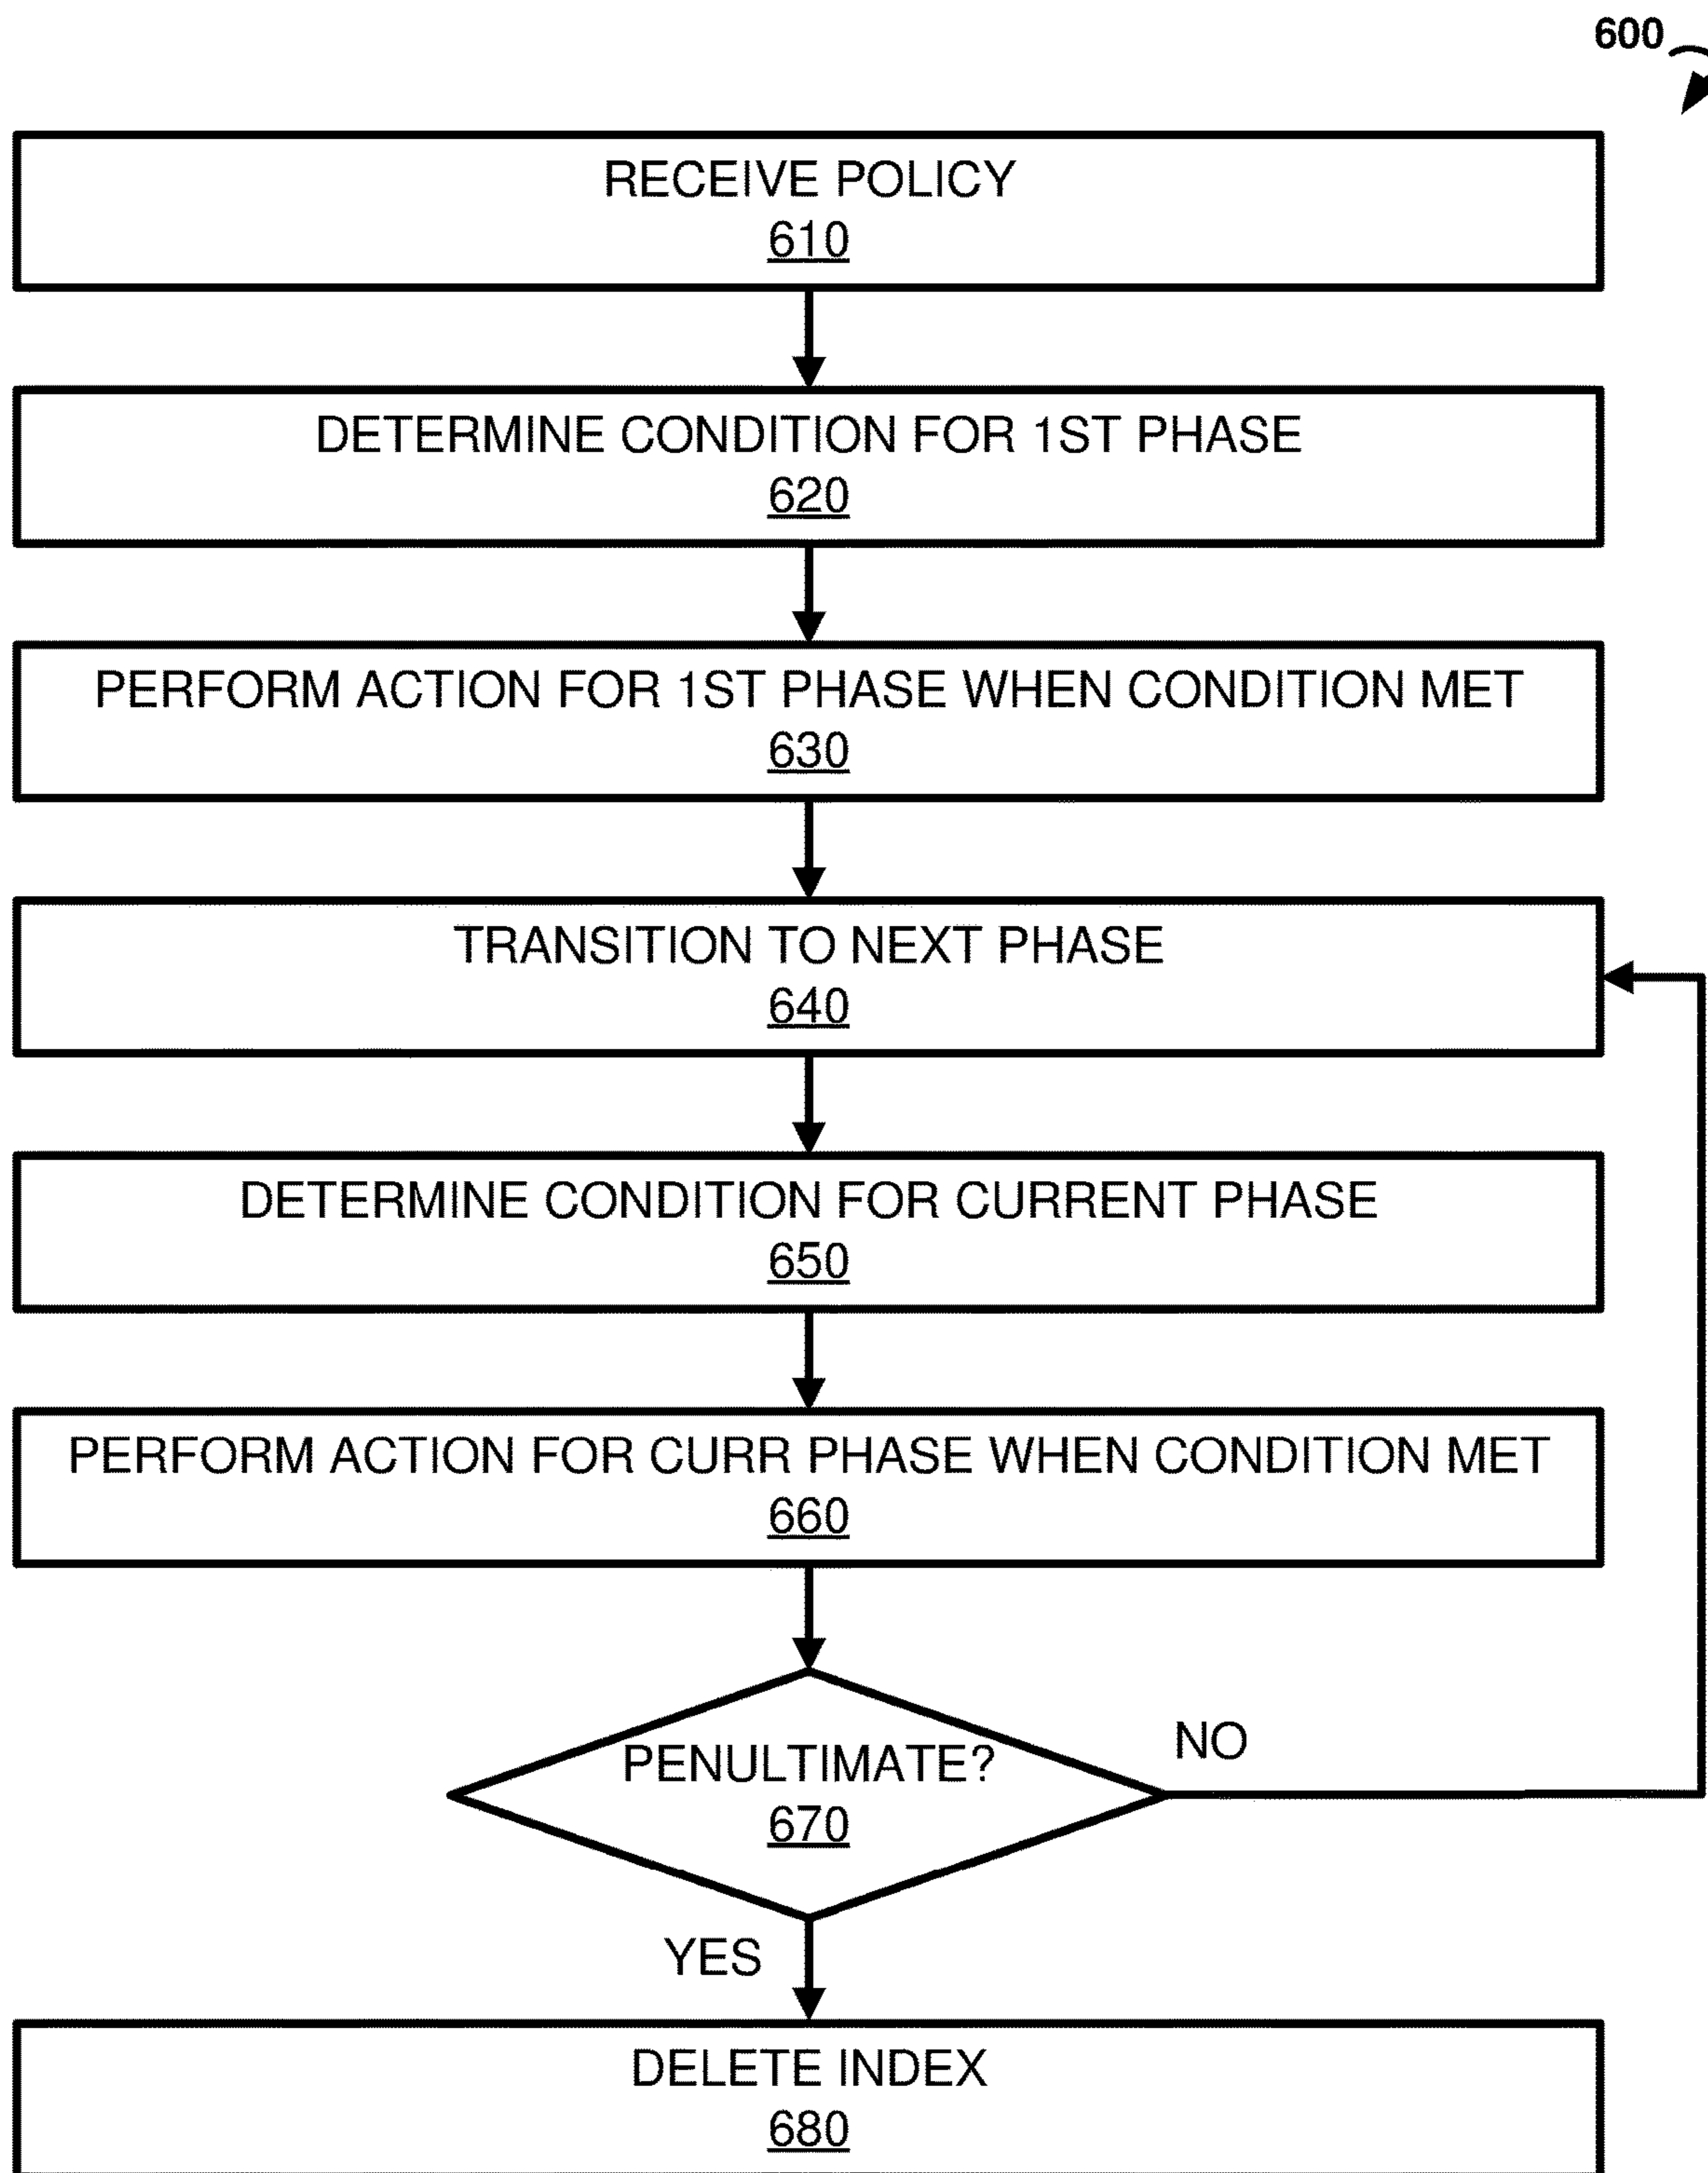 600
RECEIVE POLICY
610
DETERMINE CONDITION FOR 1ST PHASE
620
PERFORM ACTION FOR 1ST PHASE WHEN CONDITION MET
630
TRANSITION TO NEXT PHASE
640
DETERMINE CONDITION FOR CURRENT PHASE
650
PERFORM ACTION FOR CURR PHASE WHEN CONDITION MET
660
PENULTIMATE?
670
NO
YES
DELETE INDEX
680